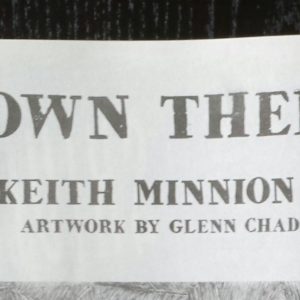 OWN THE
KEITH MINNION
ARTWORK BY GLENN CHAD